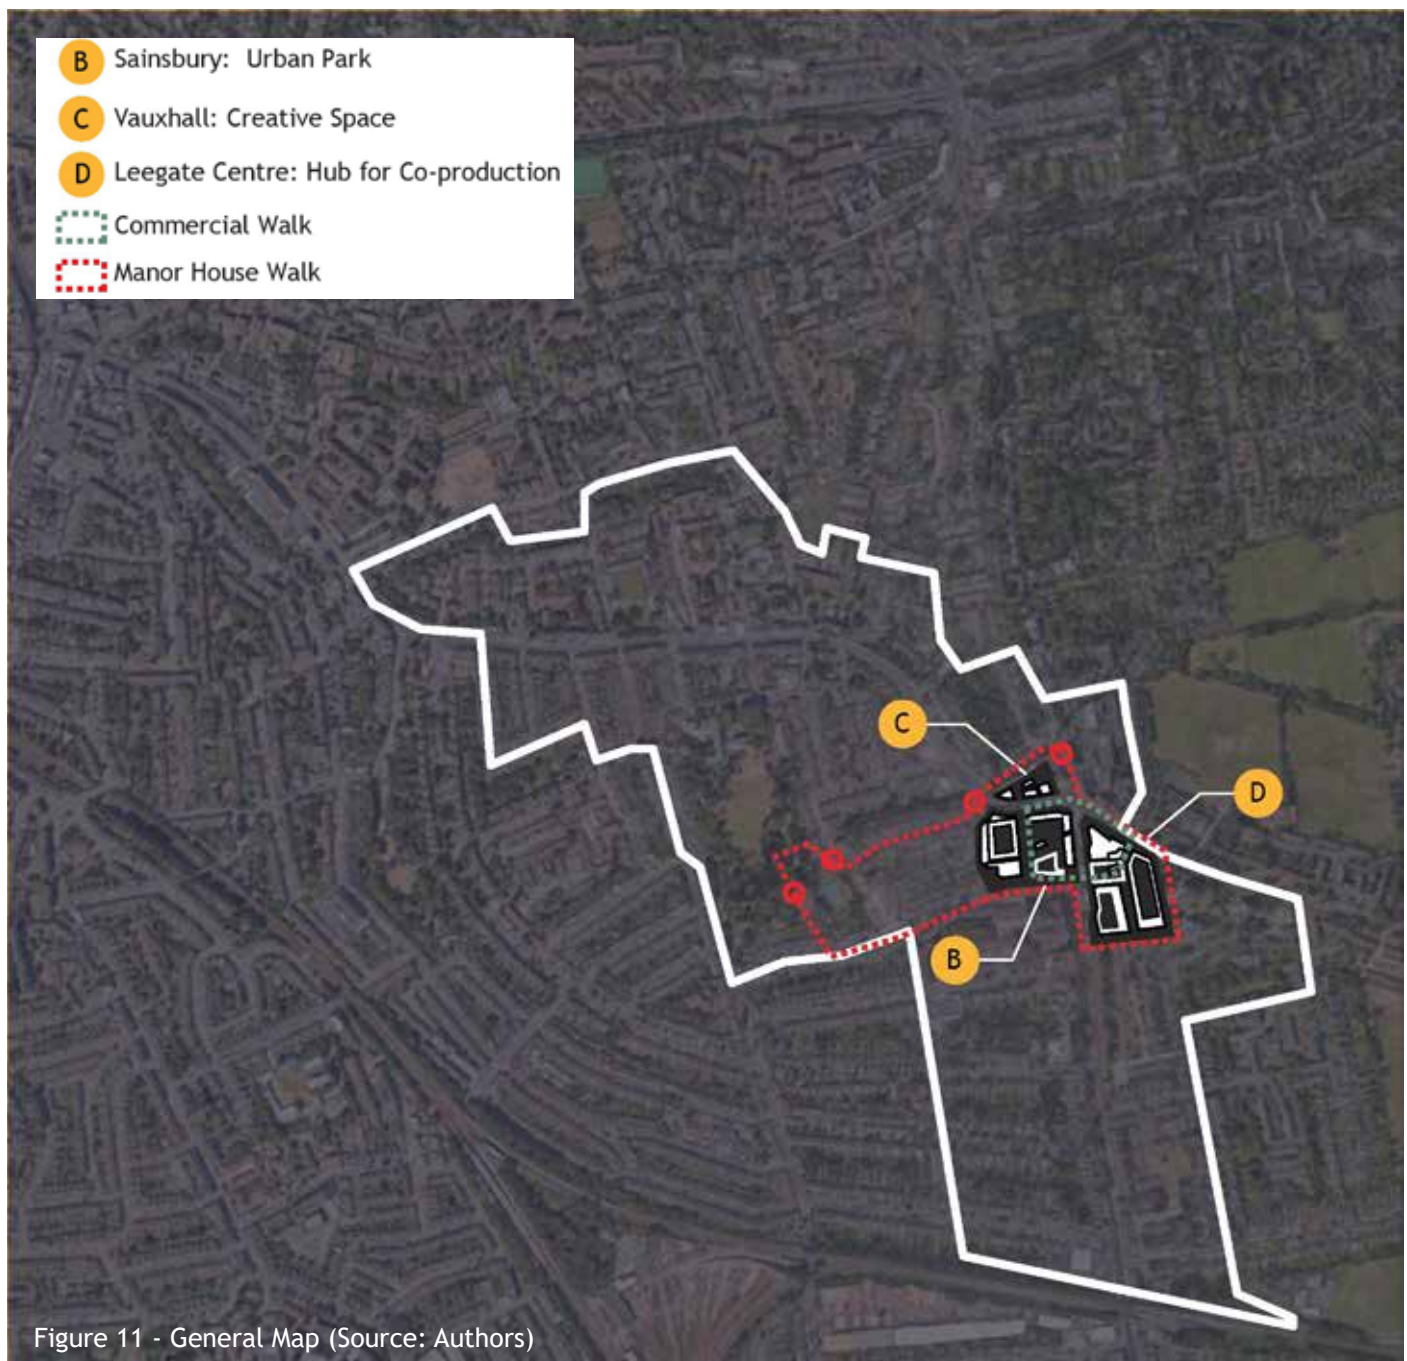 B Sainsbury: Urban Park
C Vauxhall: Creative Space
D Leegate Centre: Hub for Co-production
Commercial Walk
Manor House Walk
C
D
B
Figure 11 - General Map (Source: Authors)